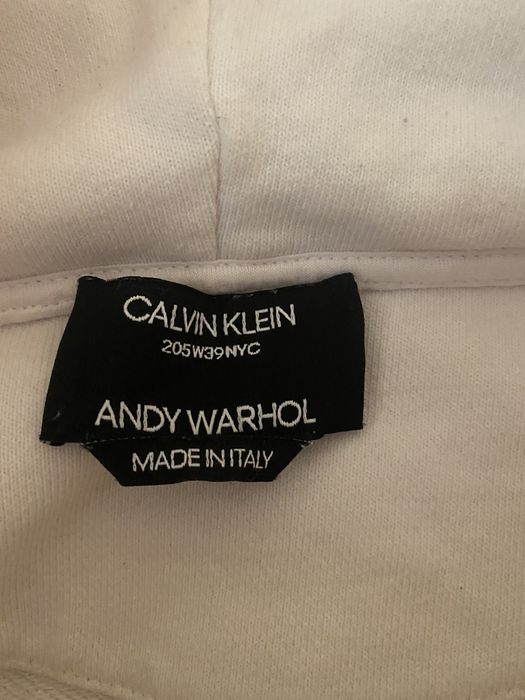 CALVIN KLEIN
205W39NYC
ANDY WARHOL
MADE IN ITALY